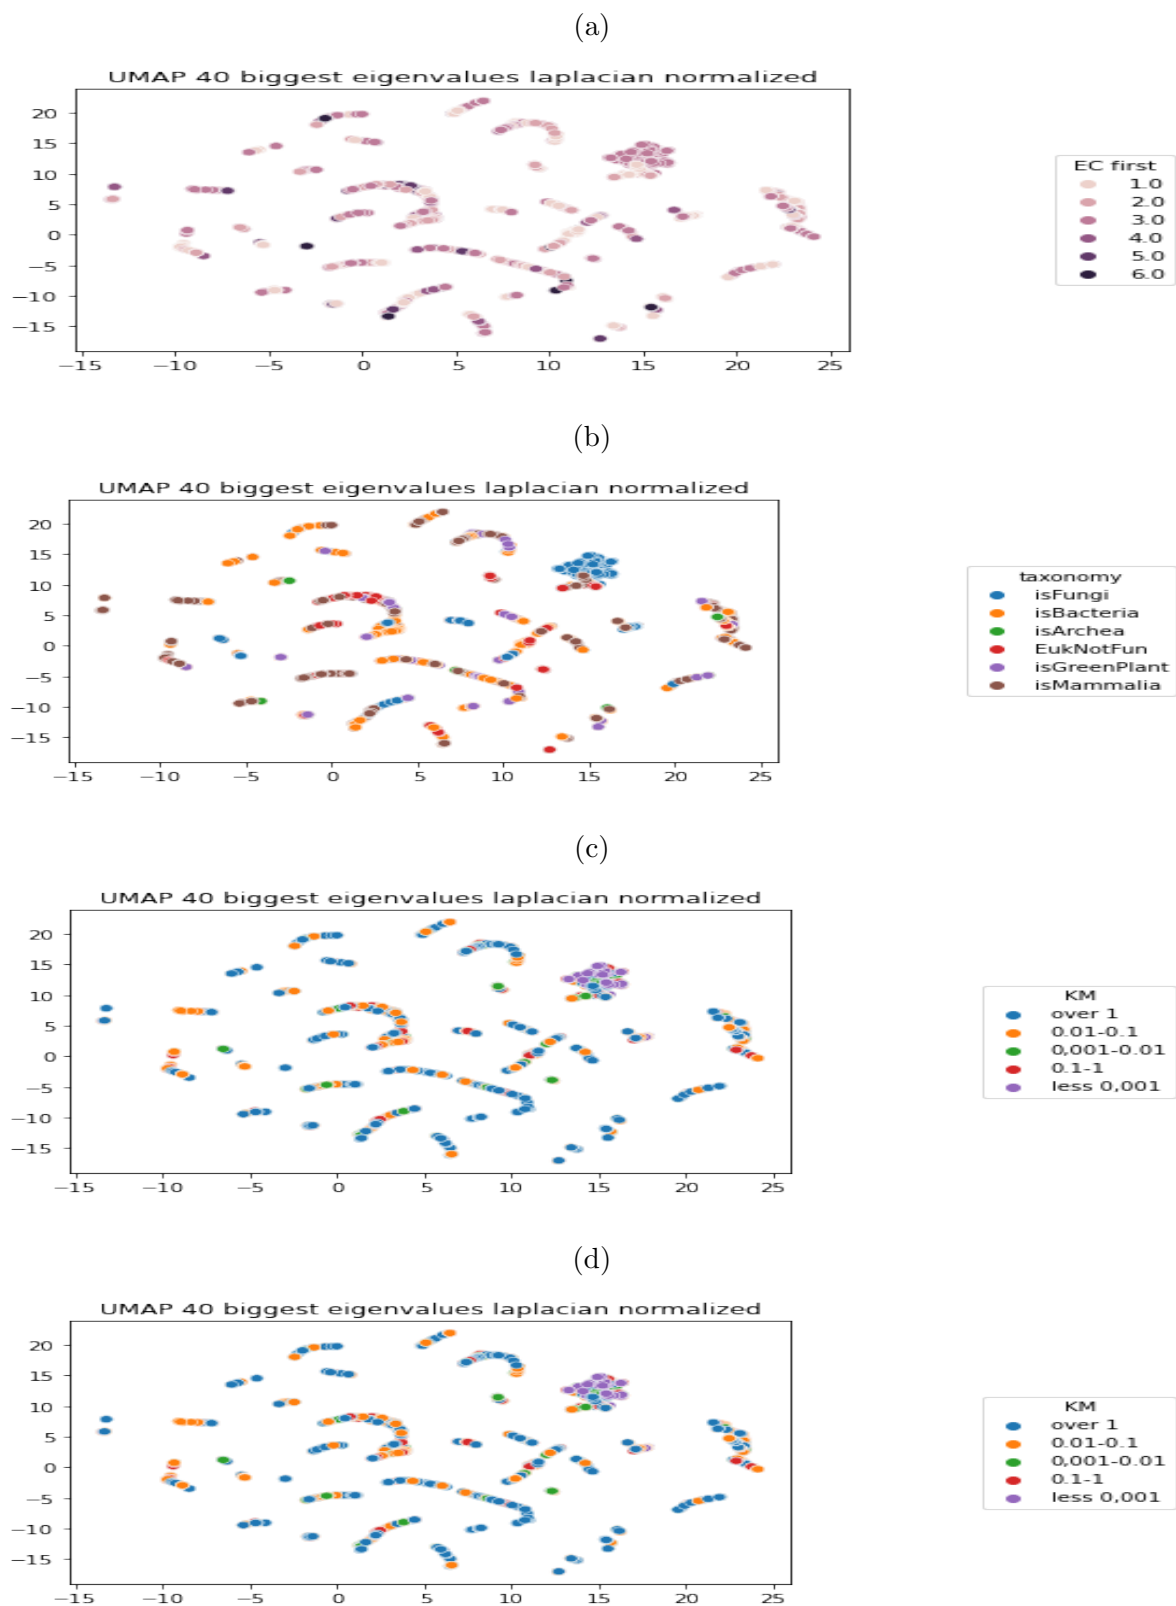 (a)
UMAP 40 biggest eigenvalues laplacian normalized
20
15
10
5
0
−5
−10
−15
−15 −10 −5 0 5 10 15 20 25
EC first
1.0
2.0
3.0
4.0
5.0
6.0
(b)
UMAP 40 biggest eigenvalues laplacian normalized
20
15
10
5
0
−5
−10
−15
−15 −10 −5 0 5 10 15 20 25
taxonomy
isFungi
isBacteria
isArchea
EukNotFun
isGreenPlant
isMammalia
(c)
UMAP 40 biggest eigenvalues laplacian normalized
20
15
10
5
0
−5
−10
−15
−15 −10 −5 0 5 10 15 20 25
KM
over 1
0.01-0.1
0,001-0.01
0.1-1
less 0,001
(d)
UMAP 40 biggest eigenvalues laplacian normalized
20
15
10
5
0
−5
−10
−15
−15 −10 −5 0 5 10 15 20 25
KM
over 1
0.01-0.1
0,001-0.01
0.1-1
less 0,001